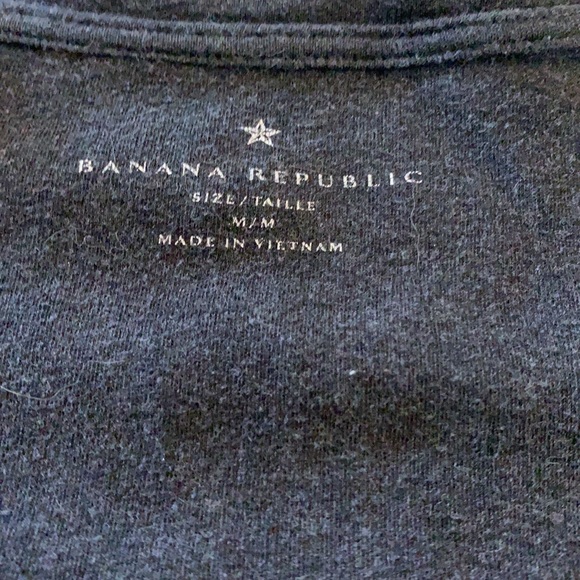 BANANA REPUBLIC
SIZE/TAILLE
M/M
MADE IN VIETNAM